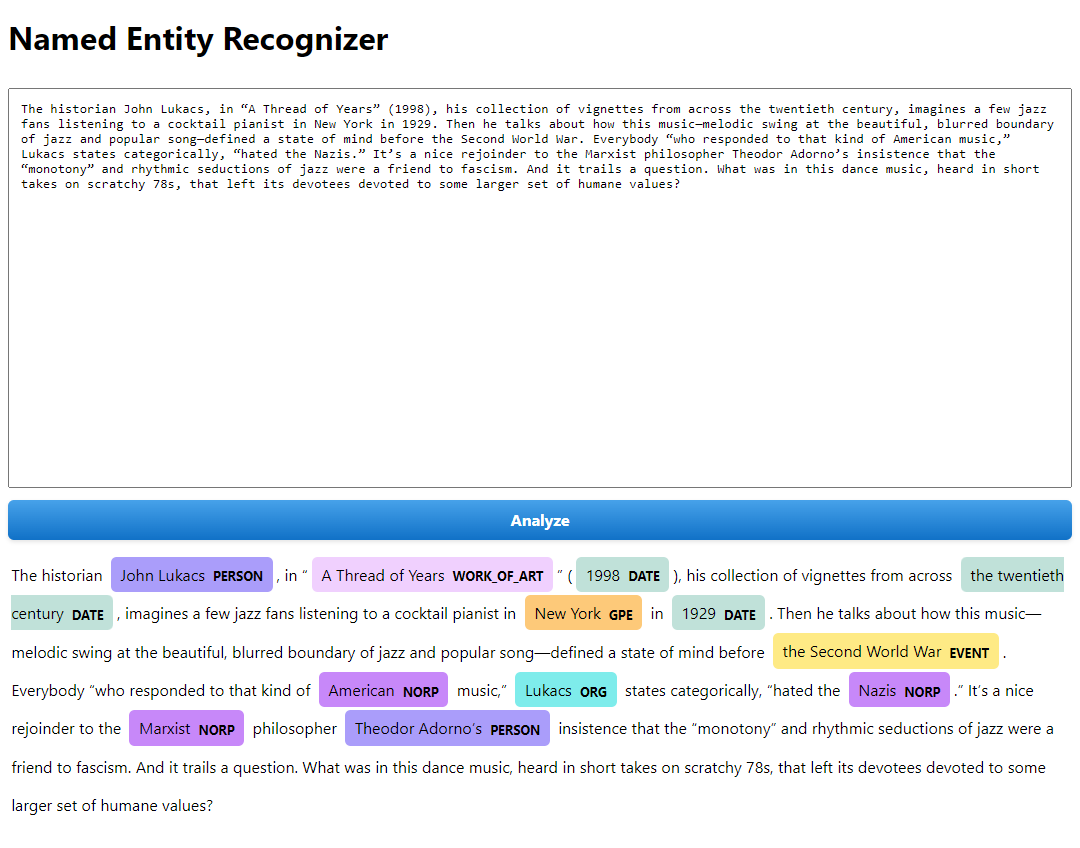 Named Entity Recognizer
The historian John Lukacs, in “A Thread of Years” (1998), his collection of vignettes from across the twentieth century, imagines a few jazz
fans listening to a cocktail pianist in New York in 1929. Then he talks about how this music—melodic swing at the beautiful, blurred boundary
of jazz and popular song—defined a state of mind before the Second World War. Everybody “who responded to that kind of American music,”
Lukacs states categorically, “hated the Nazis.” It’s a nice rejoinder to the Marxist philosopher Theodor Adorno’s insistence that the
“monotony” and rhythmic seductions of jazz were a friend to fascism. And it trails a question. What was in this dance music, heard in short
takes on scratchy 78s, that left its devotees devoted to some larger set of humane values?
Analyze
The historian John Lukacs PERSON , in “ A Thread of Years WORK_OF_ART ” ( 1998 DATE ), his collection of vignettes from across the twentieth
century DATE , imagines a few jazz fans listening to a cocktail pianist in New York GPE in 1929 DATE . Then he talks about how this music—
melodic swing at the beautiful, blurred boundary of jazz and popular song—defined a state of mind before the Second World War EVENT .
Everybody “who responded to that kind of American NORP music,” Lukacs ORG states categorically, “hated the Nazis NORP .” It’s a nice
rejoinder to the Marxist NORP philosopher Theodor Adorno’s PERSON insistence that the “monotony” and rhythmic seductions of jazz were a
friend to fascism. And it trails a question. What was in this dance music, heard in short takes on scratchy 78s, that left its devotees devoted to some
larger set of humane values?